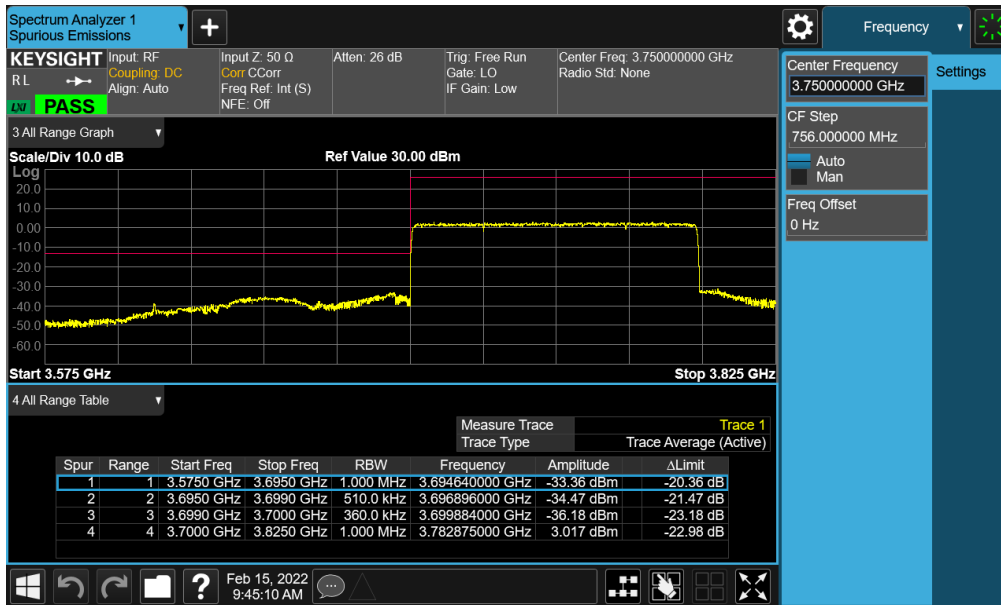 Spectrum Analyzer 1
Spurious Emissions
+
Frequency
KEYSIGHT
R L
LXI
PASS
Input: RF
Coupling: DC
Align: Auto
Input Z: 50 Ω
Corr CCorr
Freq Ref: Int (S)
NFE: Off
Atten: 26 dB
Trig: Free Run
Gate: LO
IF Gain: Low
Center Freq: 3.750000000 GHz
Radio Std: None
Center Frequency
3.750000000 GHz
Settings
CF Step
756.000000 MHz
Auto
Man
Freq Offset
0 Hz
3 All Range Graph
Scale/Div 10.0 dB
Ref Value 30.00 dBm
Log
20.0
10.0
0.00
-10.0
-20.0
-30.0
-40.0
-50.0
-60.0
Start 3.575 GHz
Stop 3.825 GHz
4 All Range Table
Measure Trace Trace 1
Trace Type Trace Average (Active)
Spur Range Start Freq Stop Freq RBW Frequency Amplitude ΔLimit
1 1 3.5750 GHz 3.6950 GHz 1.000 MHz 3.694640000 GHz -33.36 dBm -20.36 dB
2 2 3.6950 GHz 3.6990 GHz 510.0 kHz 3.696896000 GHz -34.47 dBm -21.47 dB
3 3 3.6990 GHz 3.7000 GHz 360.0 kHz 3.699884000 GHz -36.18 dBm -23.18 dB
4 4 3.7000 GHz 3.8250 GHz 1.000 MHz 3.782875000 GHz 3.017 dBm -22.98 dB
?
Feb 15, 2022
9:45:10 AM